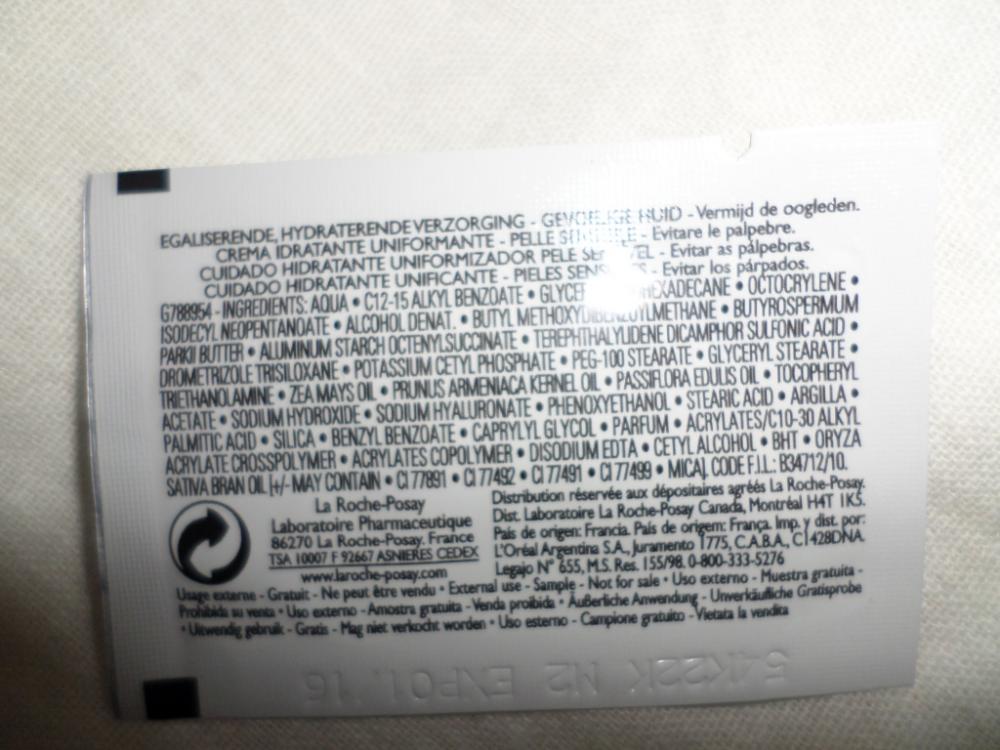 EGALISERENDE, HYDRATERENDE VERZORGING - GEVOELIGE HUID - Vermijd de oogleden.
CREMA IDRATANTE UNIFORMANTE - PELLE - Evitare le palpebre.
CUIDADO HIDRATANTE UNIFORMIZADOR PELE - Evitar as pálpebras.
CUIDADO HIDRATANTE UNIFICANTE - PIELES - Evitar los párpados.
G788954 - INGREDIENTS: AQUA • C12-15 ALKYL BENZOATE • • OCTOCRYLENE •
ISODECYL NEOPENTANOATE • ALCOHOL DENAT. • BUTYL METHOXYDIBENZOYLMETHANE • BUTYROSPERMUM
PARKII BUTTER • ALUMINUM STARCH OCTENYLSUCCINATE • TEREPHTHALYLIDENE DICAMPHOR SULFONIC ACID •
DROMETRIZOLE TRISILOXANE • POTASSIUM CETYL PHOSPHATE • PEG-100 STEARATE • GLYCERYL STEARATE •
TRIETHANOLAMINE • ZEA MAYS OIL • PRUNUS ARMENIACA KERNEL OIL • PASSIFLORA EDULIS OIL • TOCOPHERYL
ACETATE • SODIUM HYDROXIDE • SODIUM HYALURONATE • PHENOXYETHANOL • STEARIC ACID • ARGILLA •
PALMITIC ACID • SILICA • BENZYL BENZOATE • CAPRYLYL GLYCOL • PARFUM • ACRYLATES/C10-30 ALKYL
ACRYLATE CROSSPOLYMER • ACRYLATES COPOLYMER • DISODIUM EDTA • CETYL ALCOHOL • BHT • ORYZA
SATIVA BRAN OIL [+/- MAY CONTAIN • CI 77891 • CI 77492 • CI 77491 • CI 77499 • MICA]. CODE F.I.L.: B34712/10.
La Roche-Posay
Laboratoire Pharmaceutique
86270 La Roche-Posay. France
TSA 10007 F 92667 ASNIERES CEDEX
www.laroche-posay.com
Distribution réservée aux dépositaires agréés La Roche-Posay.
Dist. Laboratoire La Roche-Posay Canada, Montréal H4T 1K5.
País de origen: Francia. País de origem: França. Imp. y dist. por:
L'Oréal Argentina S.A., Juramento 1775, C.A.B.A., C1428DNA.
Legajo N° 655, M.S. Res. 155/98. 0-800-333-5276
Usage externe - Gratuit - Ne peut être vendu • External use - Sample - Not for sale • Uso externo - Muestra gratuita -
Prohibida su venta • Uso externo - Amostra gratuita - Venda proibida • Äußerliche Anwendung - Unverkäufliche Gratisprobe
• Uitwendig gebruik - Gratis - Mag niet verkocht worden • Uso esterno - Campione gratuito - Vietata la vendita
54K22K N2 EXP01.'16